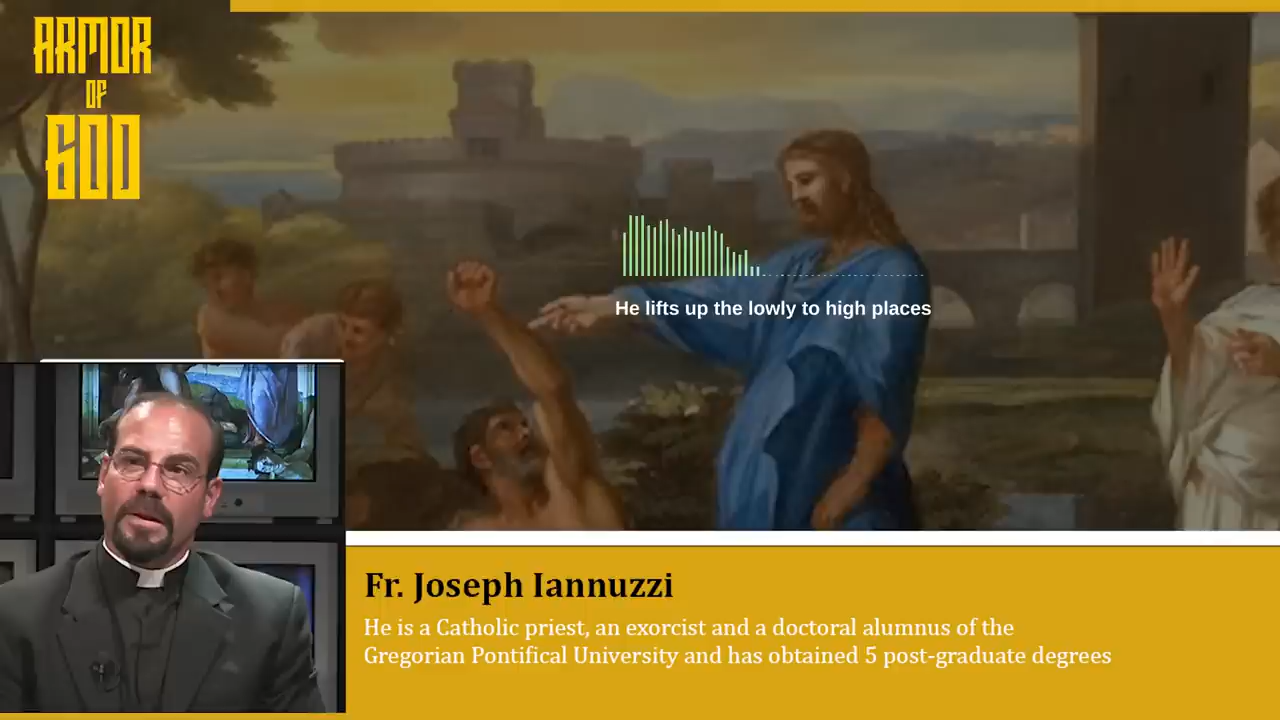 ARMOR
OF
GOD
He lifts up the lowly to high places
Fr. Joseph Iannuzzi
He is a Catholic priest, an exorcist and a doctoral alumnus of the
Gregorian Pontifical University and has obtained 5 post-graduate degrees